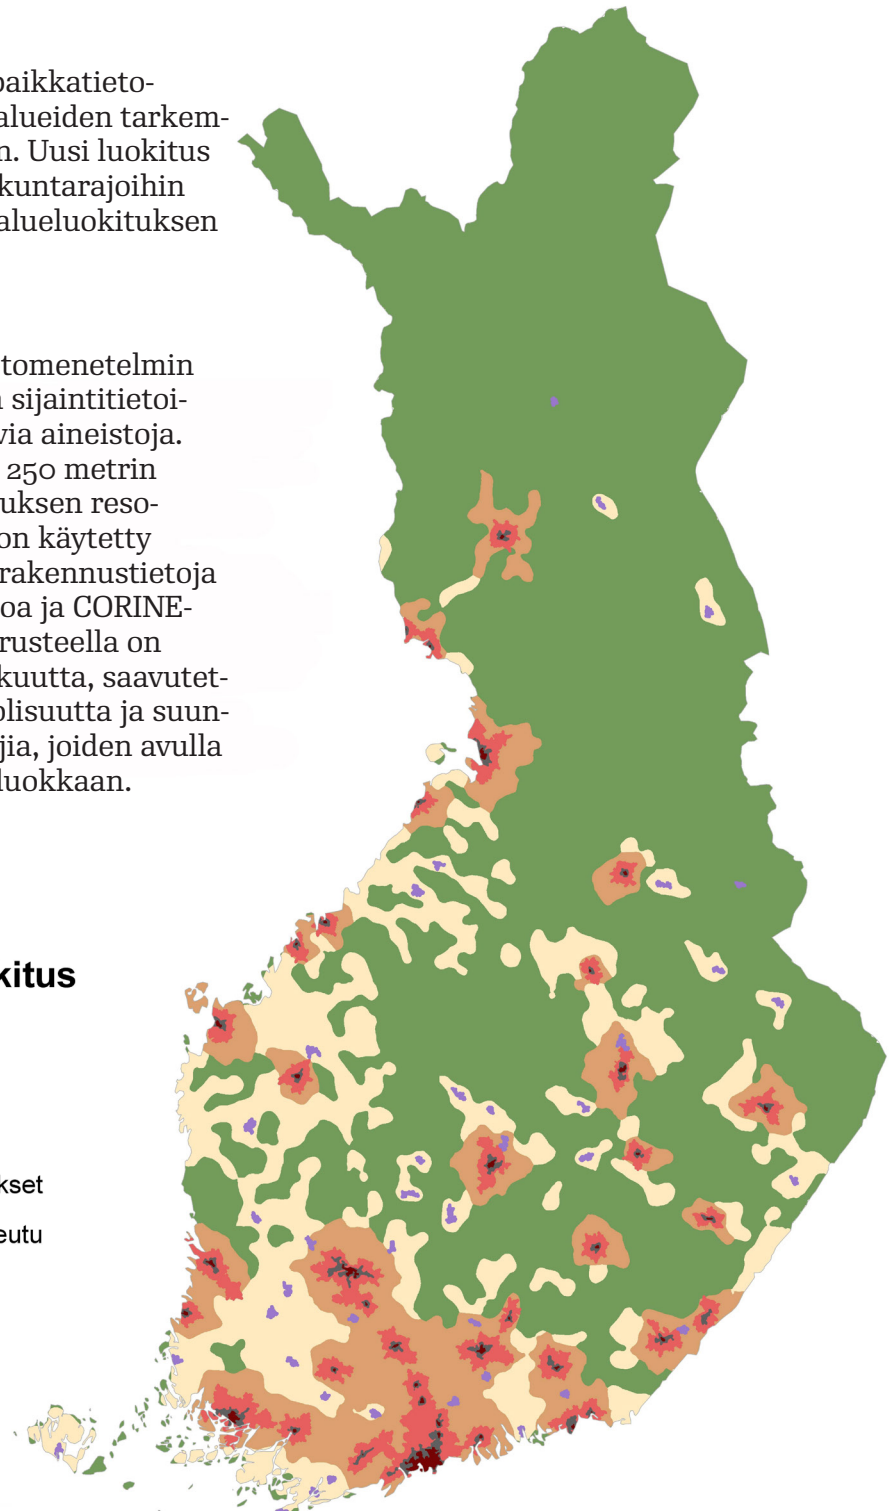 paikkatieto-
alueiden tarkem-
n. Uusi luokitus
kuntarajoihin
alueluokituksen
tomenetelmin
sijaintitietoi-
via aineistoja.
250 metrin
uksen reso-
on käytetty
rakennustietoja
oa ja CORINE-
rusteella on
kuutta, saavutet-
olisuutta ja suun-
jia, joiden avulla
luokkaan.
kitus
kset
eutu